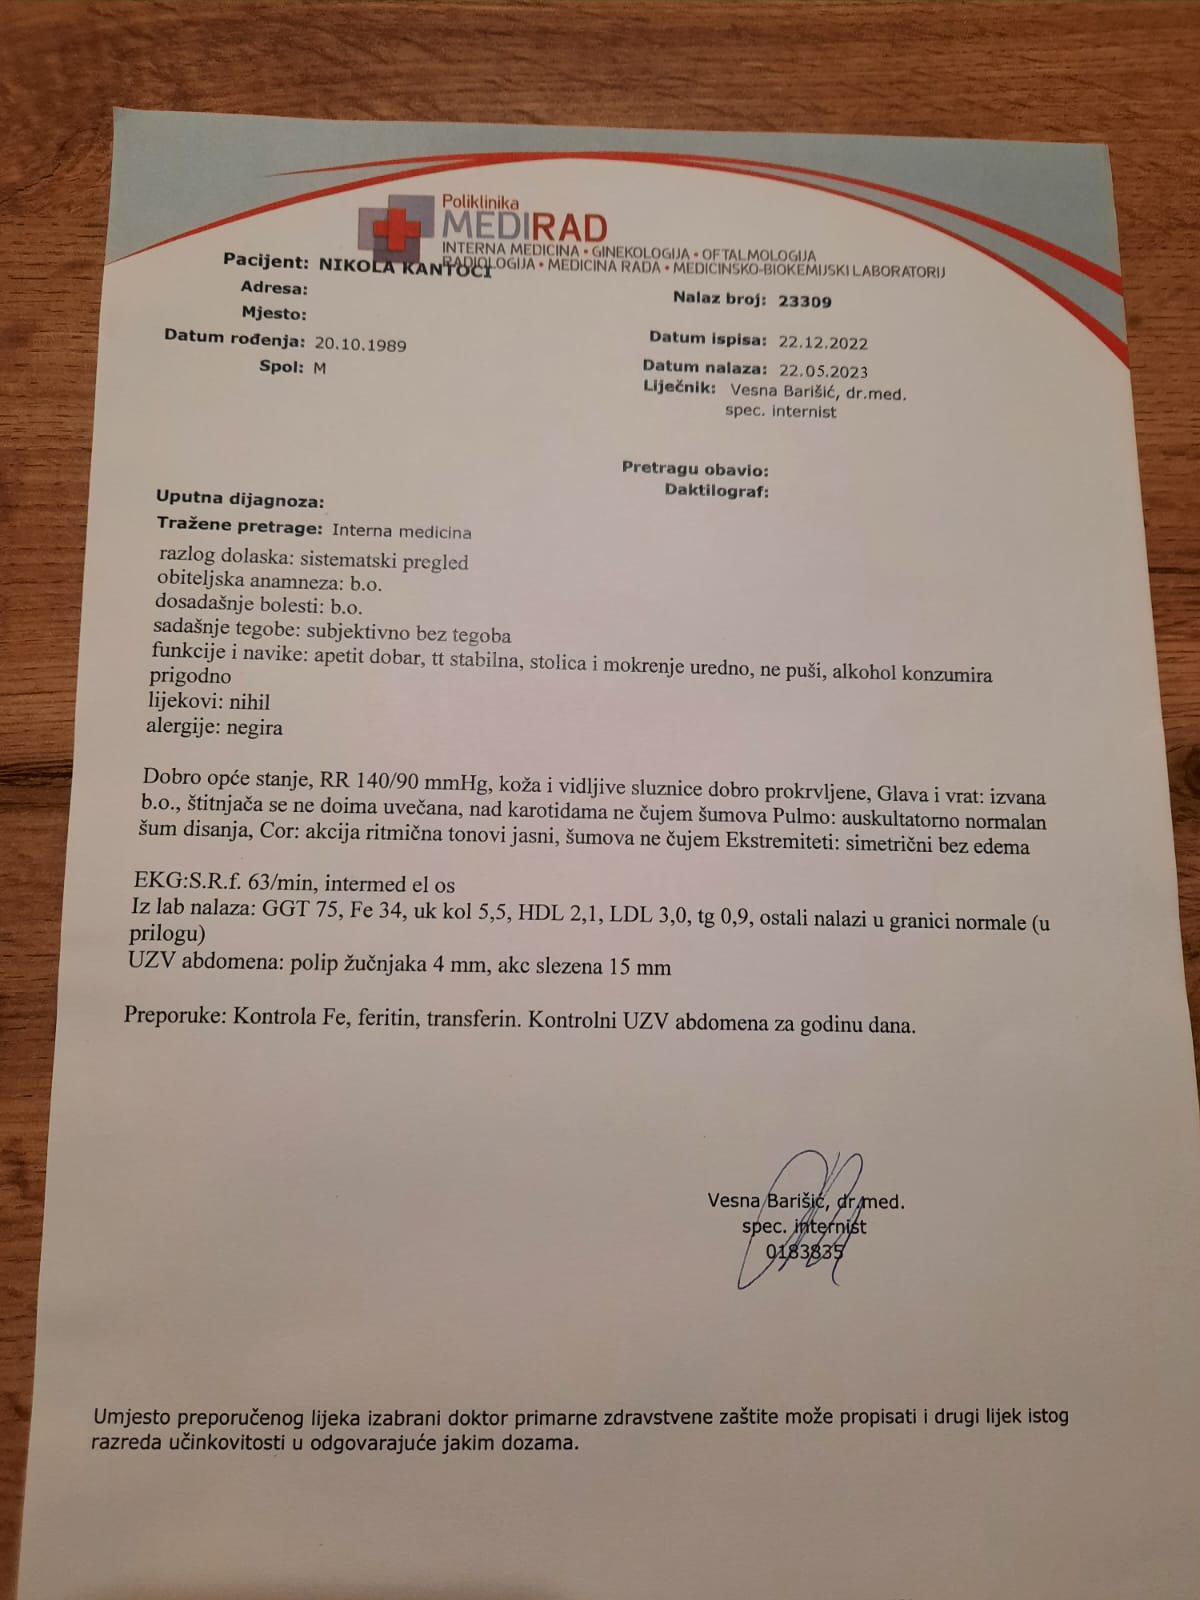 Poliklinika
MEDIRAD
INTERNA MEDICINA • GINEKOLOGIJA • OFTALMOLOGIJA
RADIOLOGIJA • MEDICINA RADA • MEDICINSKO-BIOKEMIJSKI LABORATORIJ
Pacijent: NIKOLA KANTOCI
Adresa:
Mjesto:
Datum rođenja: 20.10.1989
Spol: M
Nalaz broj: 23309
Datum ispisa: 22.12.2022
Datum nalaza: 22.05.2023
Liječnik: Vesna Barišić, dr.med.
spec. internist
Pretragu obavio:
Daktilograf:
Uputna dijagnoza:
Tražene pretrage: Interna medicina
razlog dolaska: sistematski pregled
obiteljska anamneza: b.o.
dosadašnje bolesti: b.o.
sadašnje tegobe: subjektivno bez tegoba
funkcije i navike: apetit dobar, tt stabilna, stolica i mokrenje uredno, ne puši, alkohol konzumira
prigodno
lijekovi: nihil
alergije: negira
Dobro opće stanje, RR 140/90 mmHg, koža i vidljive sluznice dobro prokrvljene, Glava i vrat: izvana
b.o., štitnjača se ne doima uvečana, nad karotidama ne čujem šumova Pulmo: auskultatorno normalan
šum disanja, Cor: akcija ritmična tonovi jasni, šumova ne čujem Ekstremiteti: simetrični bez edema
EKG:S.R.f. 63/min, intermed el os
Iz lab nalaza: GGT 75, Fe 34, uk kol 5,5, HDL 2,1, LDL 3,0, tg 0,9, ostali nalazi u granici normale (u
prilogu)
UZV abdomena: polip žučnjaka 4 mm, akc slezena 15 mm
Preporuke: Kontrola Fe, feritin, transferin. Kontrolni UZV abdomena za godinu dana.
Vesna Barišić, dr.med.
spec. internist
0183835
Umjesto preporučenog lijeka izabrani doktor primarne zdravstvene zaštite može propisati i drugi lijek istog
razreda učinkovitosti u odgovarajuće jakim dozama.